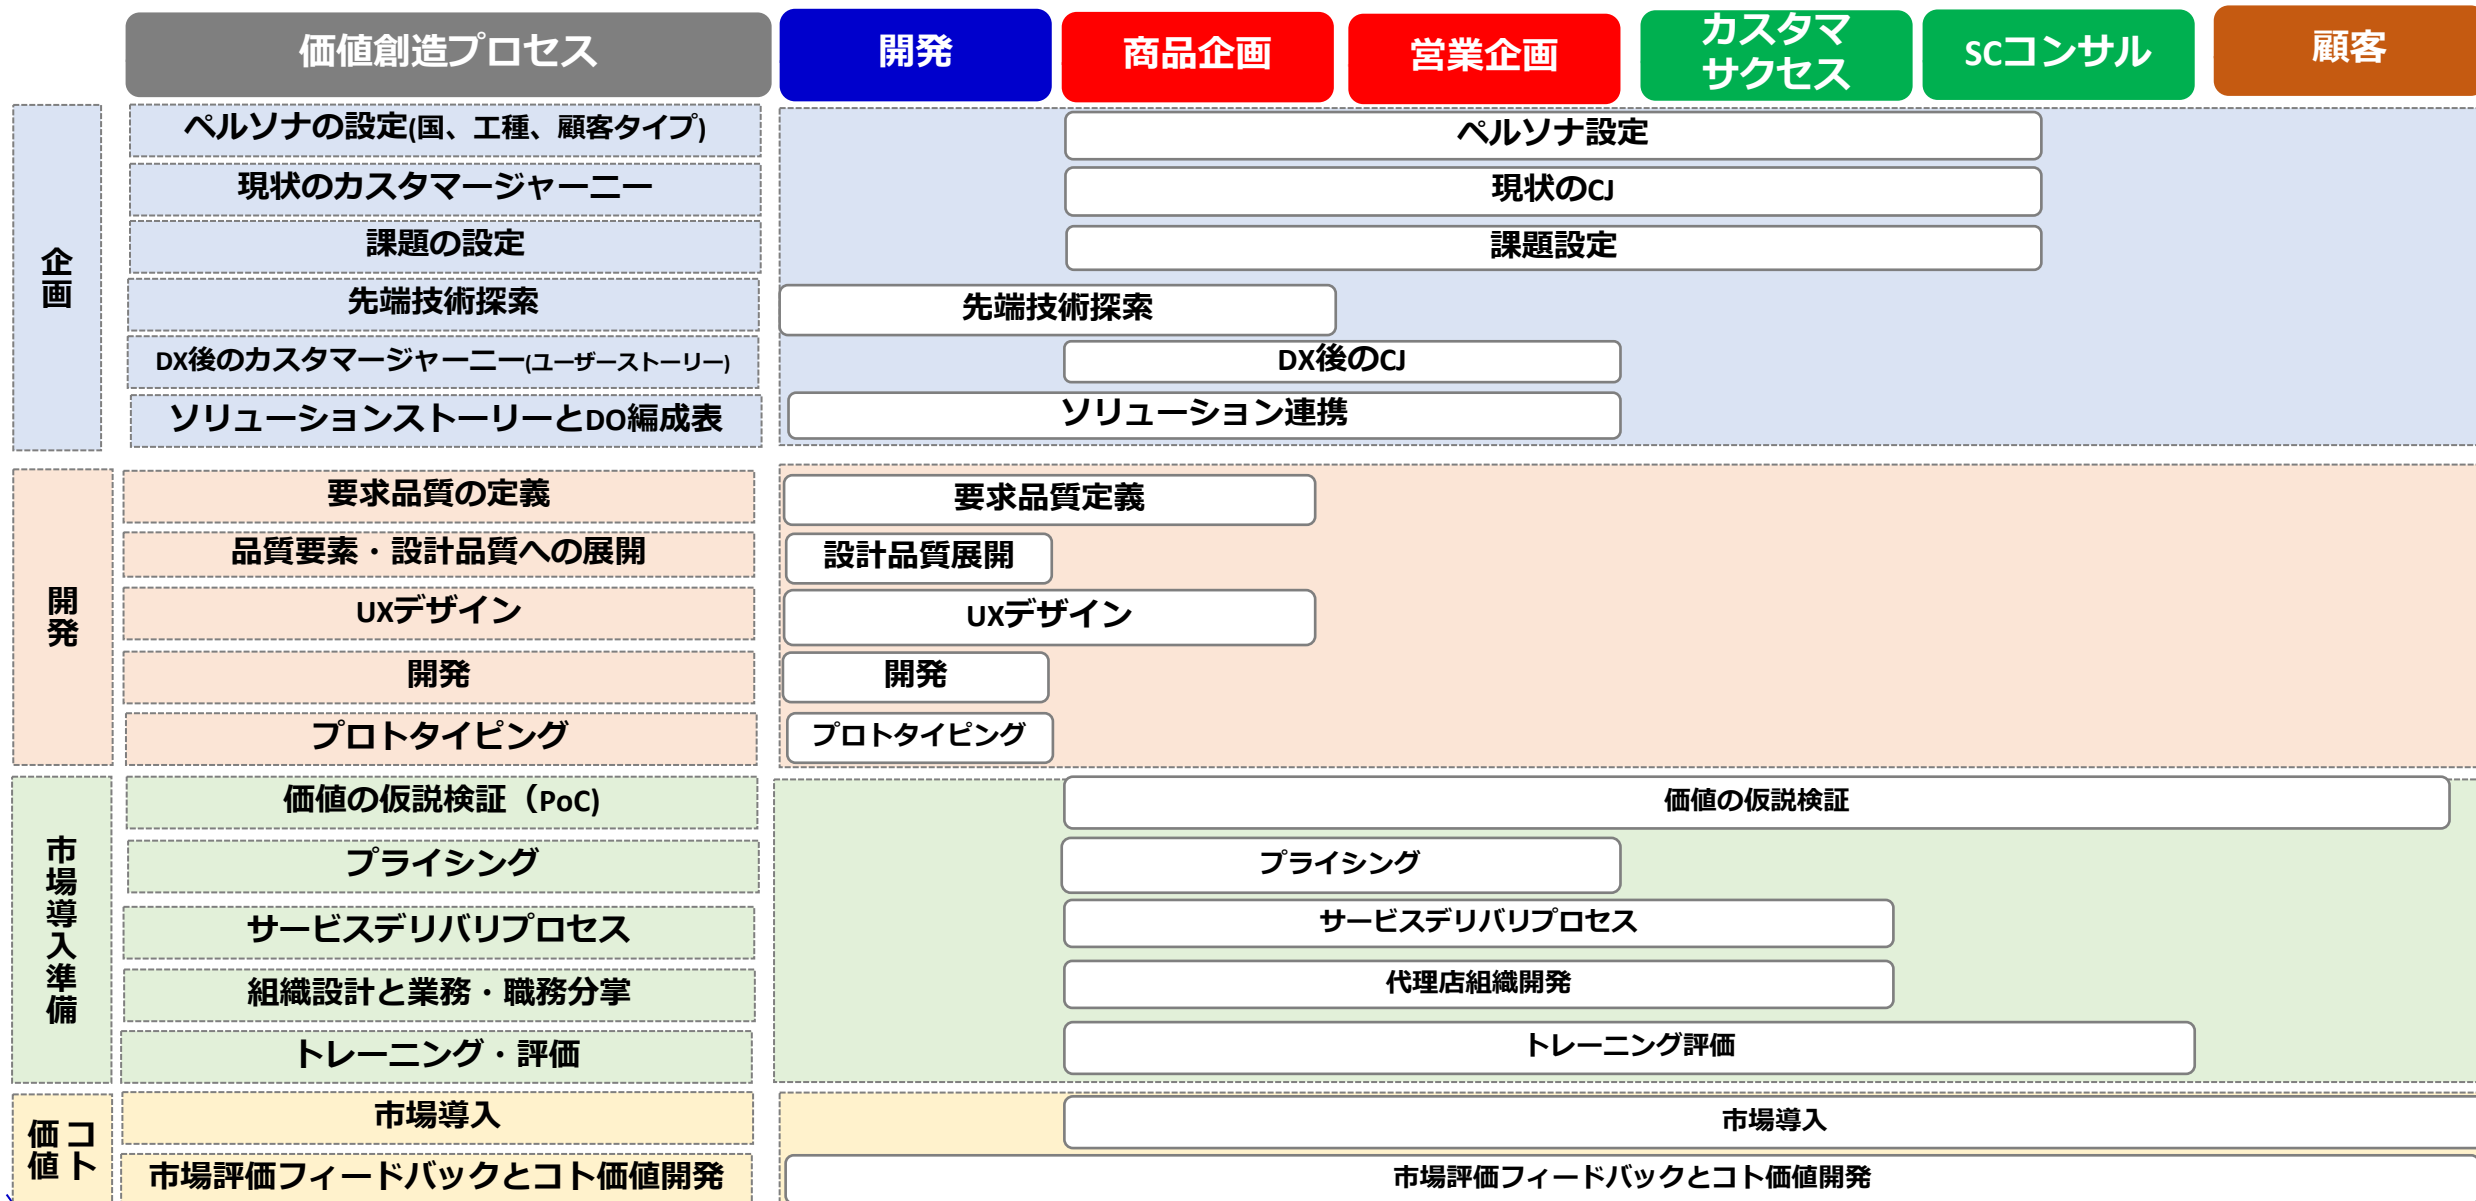 価値創造プロセス
開発
商品企画
営業企画
カスタマ
サクセス
SCコンサル
顧客
企画
ペルソナの設定(国、工種、顧客タイプ)
ペルソナ設定
現状のカスタマージャーニー
現状のCJ
課題の設定
課題設定
先端技術探索
先端技術探索
DX後のカスタマージャーニー(ユーザーストーリー)
DX後のCJ
ソリューションストーリーとDO編成表
ソリューション連携
開発
要求品質の定義
要求品質定義
品質要素・設計品質への展開
設計品質展開
UXデザイン
UXデザイン
開発
開発
プロトタイピング
プロトタイピング
市場導入準備
価値の仮説検証（PoC)
価値の仮説検証
プライシング
プライシング
サービスデリバリプロセス
サービスデリバリプロセス
組織設計と業務・職務分掌
代理店組織開発
トレーニング・評価
トレーニング評価
コト
価値
市場導入
市場導入
市場評価フィードバックとコト価値開発
市場評価フィードバックとコト価値開発